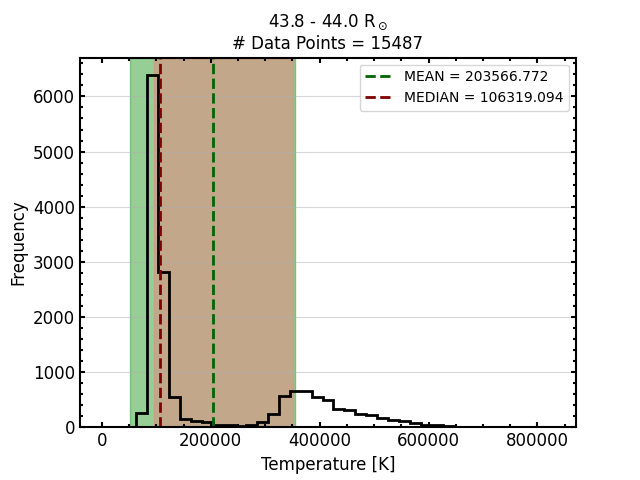 43.8 - 44.0 R⊙
# Data Points = 15487
MEAN = 203566.772
MEDIAN = 106319.094
Frequency
6000
5000
4000
3000
2000
1000
0
0 200000 400000 600000 800000
Temperature [K]